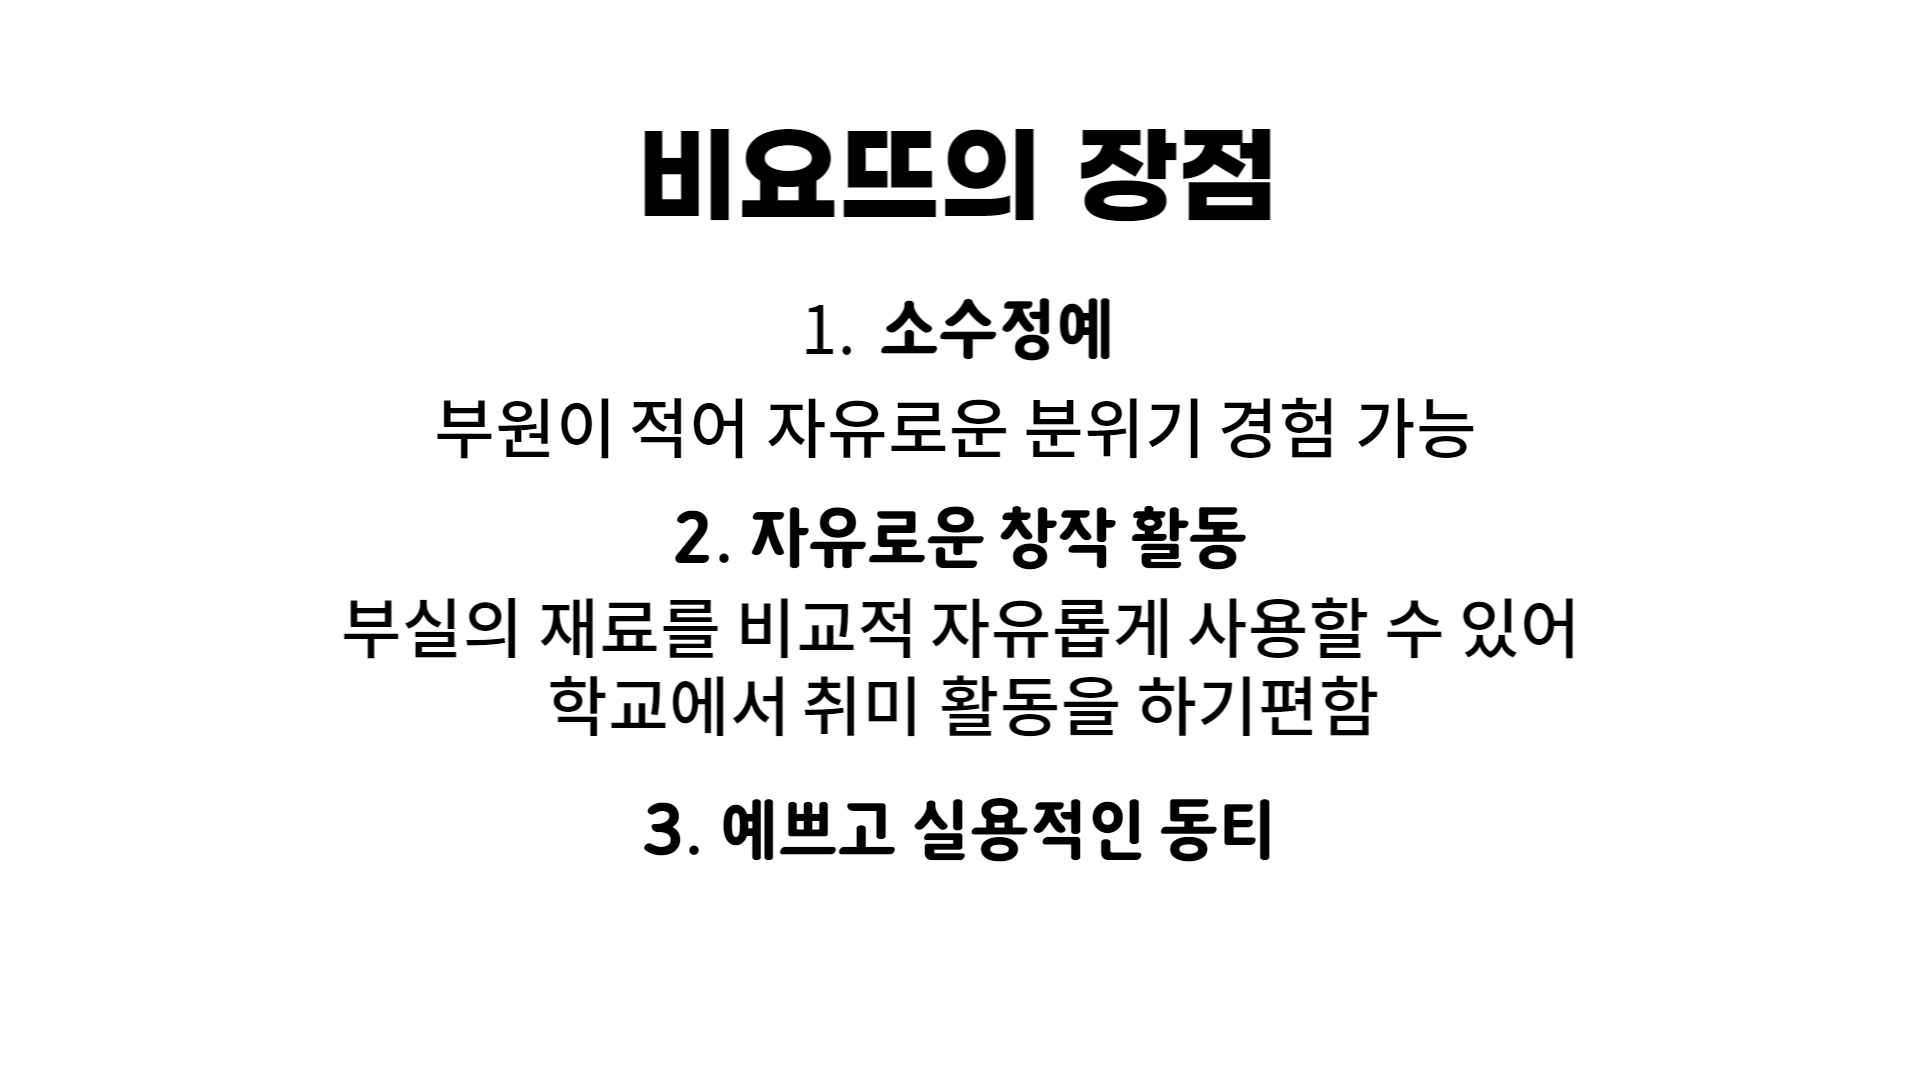 비요뜨의 장점
1. 소수정예
부원이 적어 자유로운 분위기 경험 가능
2. 자유로운 창작 활동
부실의 재료를 비교적 자유롭게 사용할 수 있어
학교에서 취미 활동을 하기편함
3. 예쁘고 실용적인 동티